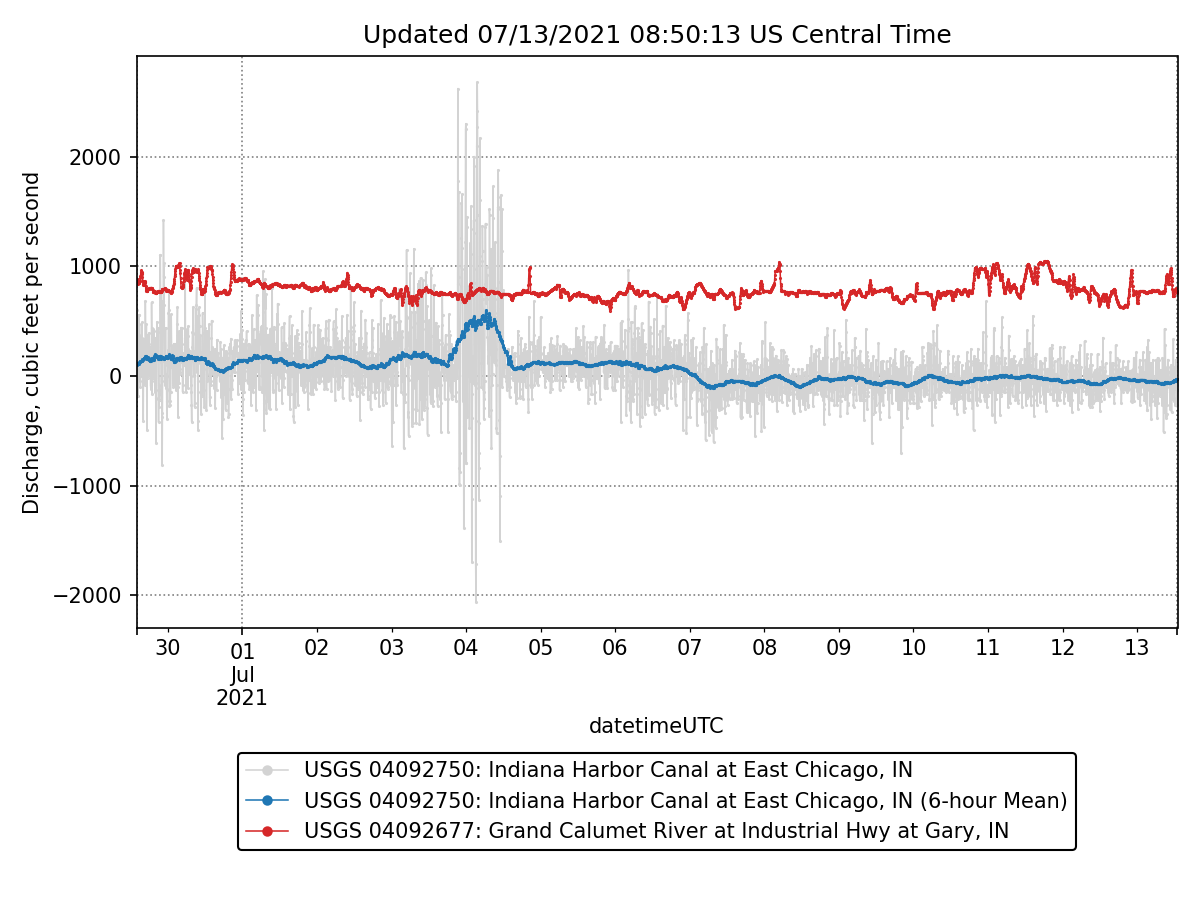 Updated 07/13/2021 08:50:13 US Central Time
Discharge, cubic feet per second
2000
1000
0
−1000
−2000
30 01 02 03 04 05 06 07 08 09 10 11 12 13
Jul
2021
datetimeUTC
USGS 04092750: Indiana Harbor Canal at East Chicago, IN
USGS 04092750: Indiana Harbor Canal at East Chicago, IN (6-hour Mean)
USGS 04092677: Grand Calumet River at Industrial Hwy at Gary, IN